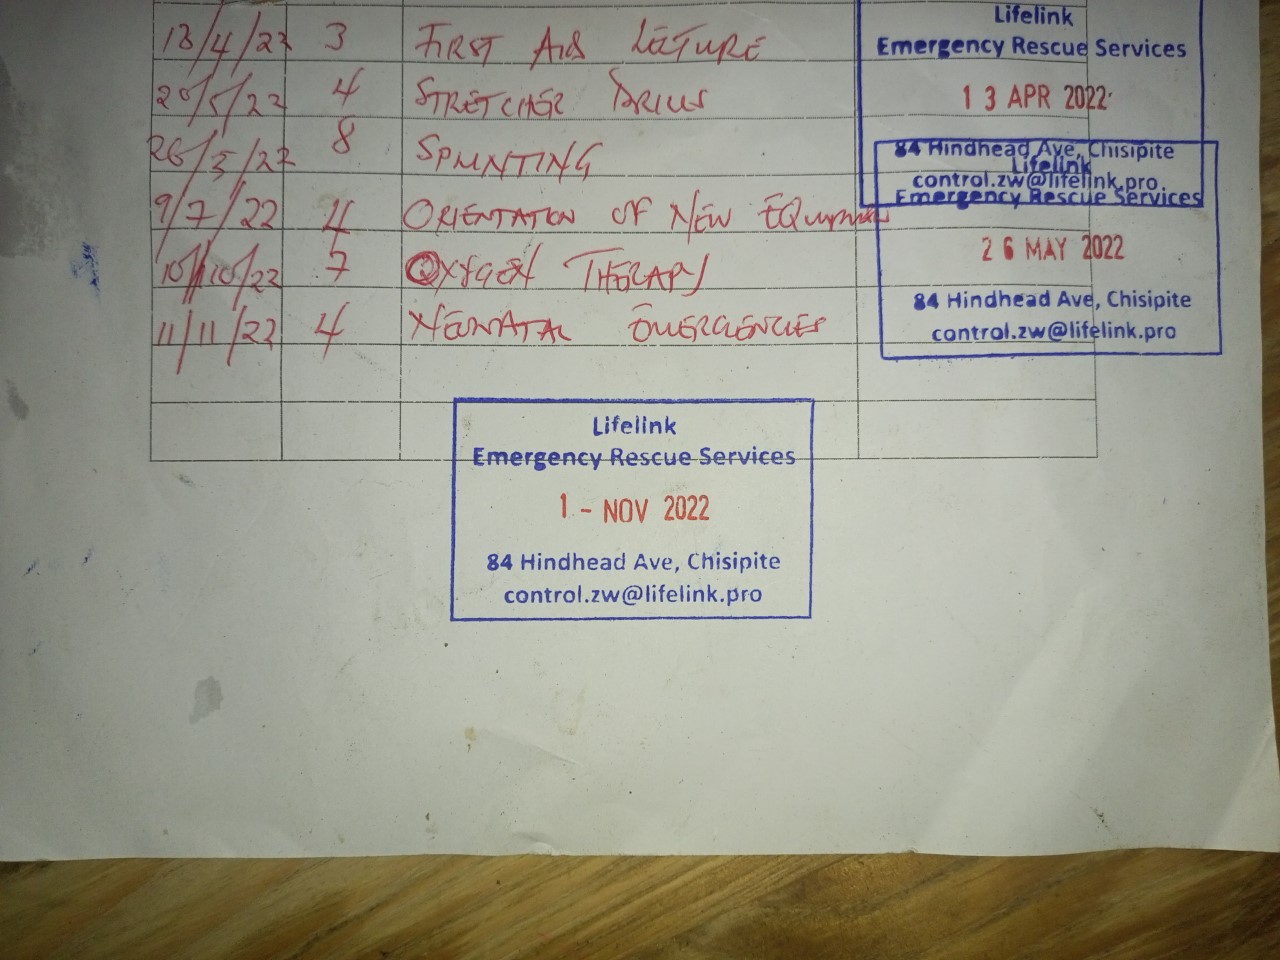 13/4/22 3 FIRST AID LECTURE
20/5/22 4 STRETCHER DRILLS
26/5/22 8 SPLINTING
9/7/22 4 ORIENTATION OF NEW EQUIPMENT
10/10/22 7 OXYGEN THERAPY
11/11/22 4 NEONATAL EMERGENCIES
Lifelink
Emergency Rescue Services
13 APR 2022
84 Hindhead Ave, Chisipite
control.zw@lifelink.pro
Lifelink
Emergency Rescue Services
26 MAY 2022
84 Hindhead Ave, Chisipite
control.zw@lifelink.pro
Lifelink
Emergency Rescue Services
1 - NOV 2022
84 Hindhead Ave, Chisipite
control.zw@lifelink.pro